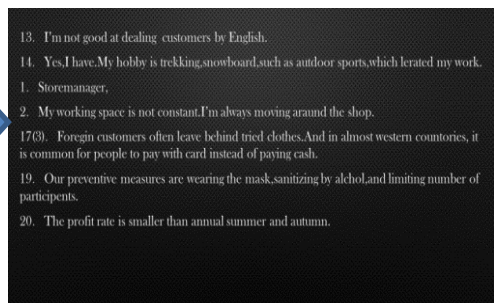 13. I'm not good at dealing customers by English.
14. Yes,I have.My hobby is trekking,snowboard,such as autdoor sports,which lerated my work.
1. Storemanager,
2. My working space is not constant.I'm always moving araund the shop.
17(3). Foregin customers often leave behind tried clothes.And in almost western countories, it
is common for people to pay with card instead of paying cash.
19. Our preventive measures are wearing the mask,sanitizing by alchol,and limiting number of
participents.
20. The profit rate is smaller than annual summer and autumn.